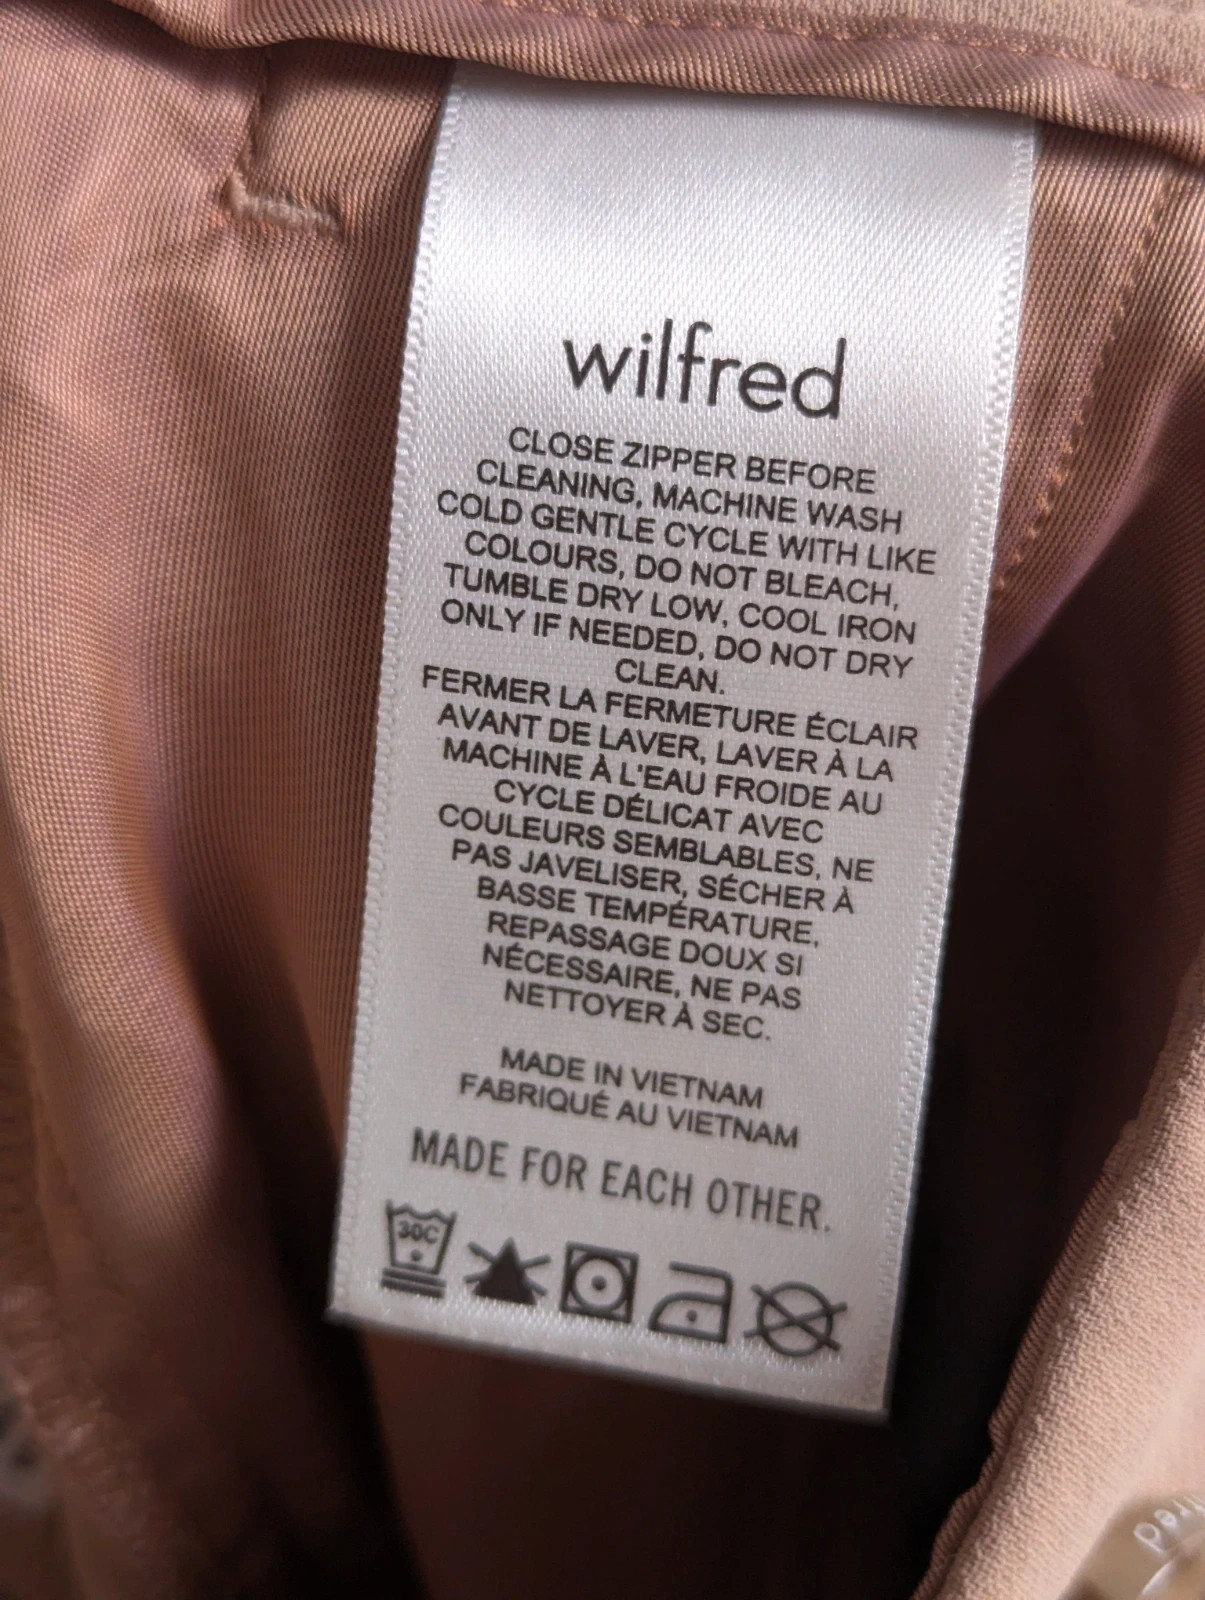 wilfred
CLOSE ZIPPER BEFORE
CLEANING, MACHINE WASH
COLD GENTLE CYCLE WITH LIKE
COLOURS, DO NOT BLEACH,
TUMBLE DRY LOW, COOL IRON
ONLY IF NEEDED, DO NOT DRY
CLEAN.
FERMER LA FERMETURE ÉCLAIR
AVANT DE LAVER, LAVER À LA
MACHINE À L'EAU FROIDE AU
CYCLE DÉLICAT AVEC
COULEURS SEMBLABLES, NE
PAS JAVELISER, SÉCHER À
BASSE TEMPÉRATURE,
REPASSAGE DOUX SI
NÉCESSAIRE, NE PAS
NETTOYER À SEC.
MADE IN VIETNAM
FABRIQUÉ AU VIETNAM
MADE FOR EACH OTHER.
30C